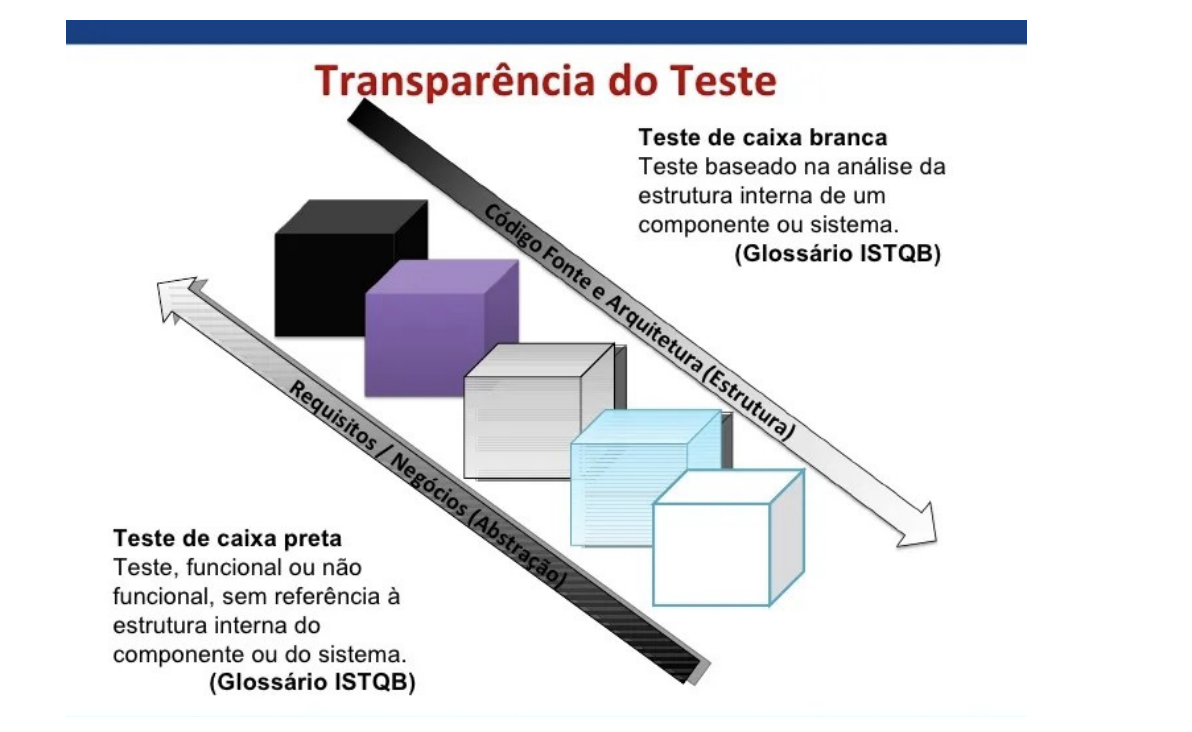 Transparência do Teste
Teste de caixa branca
Teste baseado na análise da
estrutura interna de um
componente ou sistema.
(Glossário ISTQB)
Código Fonte e Arquitetura (Estrutura)
Requisitos / Negócios (Abstração)
Teste de caixa preta
Teste, funcional ou não
funcional, sem referência à
estrutura interna do
componente ou do sistema.
(Glossário ISTQB)